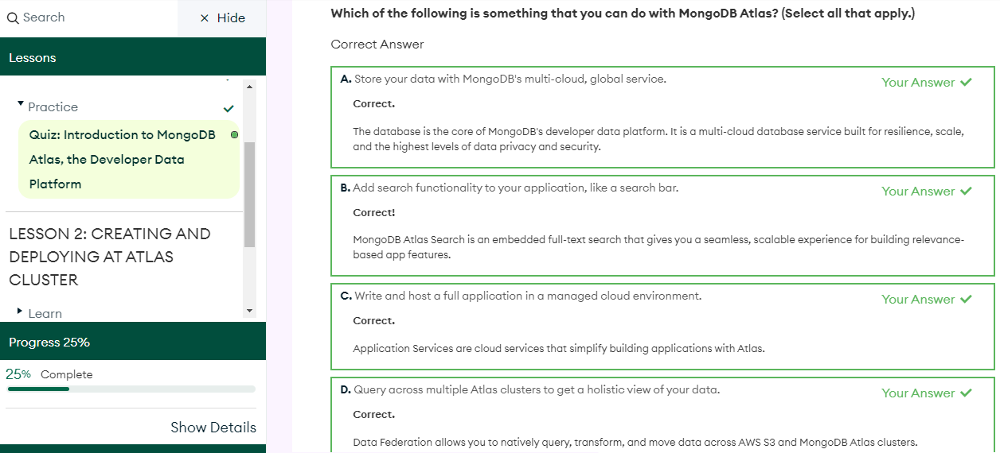 Search
× Hide
Lessons
Practice
Quiz: Introduction to MongoDB
Atlas, the Developer Data
Platform
LESSON 2: CREATING AND
DEPLOYING AT ATLAS
CLUSTER
Learn
Progress 25%
25% Complete
Show Details
Which of the following is something that you can do with MongoDB Atlas? (Select all that apply.)
Correct Answer
A. Store your data with MongoDB's multi-cloud, global service.
Your Answer ✓
Correct.
The database is the core of MongoDB's developer data platform. It is a multi-cloud database service built for resilience, scale,
and the highest levels of data privacy and security.
B. Add search functionality to your application, like a search bar.
Your Answer ✓
Correct!
MongoDB Atlas Search is an embedded full-text search that gives you a seamless, scalable experience for building relevance-
based app features.
C. Write and host a full application in a managed cloud environment.
Your Answer ✓
Correct.
Application Services are cloud services that simplify building applications with Atlas.
D. Query across multiple Atlas clusters to get a holistic view of your data.
Your Answer ✓
Correct.
Data Federation allows you to natively query, transform, and move data across AWS S3 and MongoDB Atlas clusters.